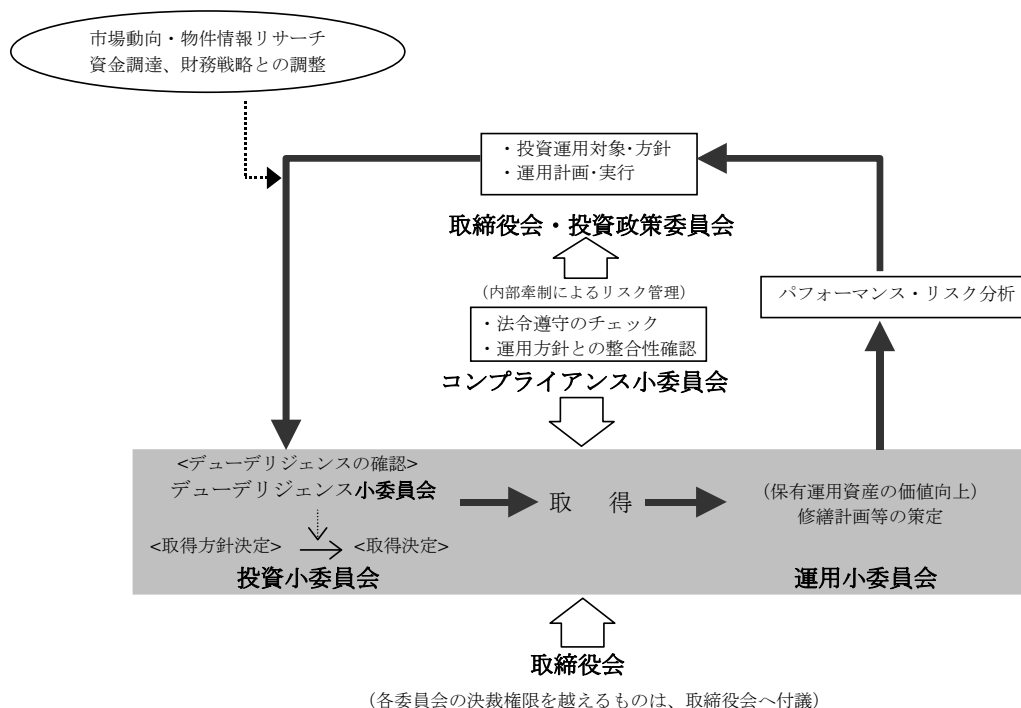 市場動向・物件情報リサーチ
資金調達、財務戦略との調整
・投資運用対象・方針
・運用計画・実行
取締役会・投資政策委員会
(内部牽制によるリスク管理)
・法令遵守のチェック
・運用方針との整合性確認
コンプライアンス小委員会
パフォーマンス・リスク分析
<デューデリジェンスの確認>
デューデリジェンス小委員会
<取得方針決定>
<取得決定>
投資小委員会
取 得
(保有運用資産の価値向上)
修繕計画等の策定
運用小委員会
取締役会
(各委員会の決裁権限を越えるものは、取締役会へ付議)